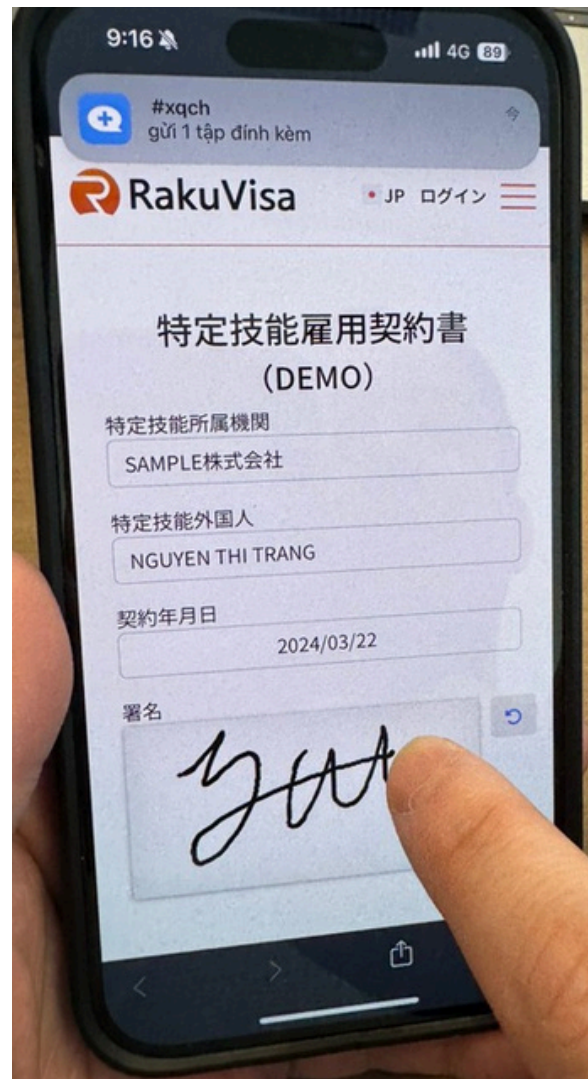 9:16
4G 89
#xqch
今
gửi 1 tập đính kèm
RakuVisa
JP ログイン
特定技能雇用契約書
(DEMO)
特定技能所属機関
SAMPLE株式会社
特定技能外国人
NGUYEN THI TRANG
契約年月日
2024/03/22
署名